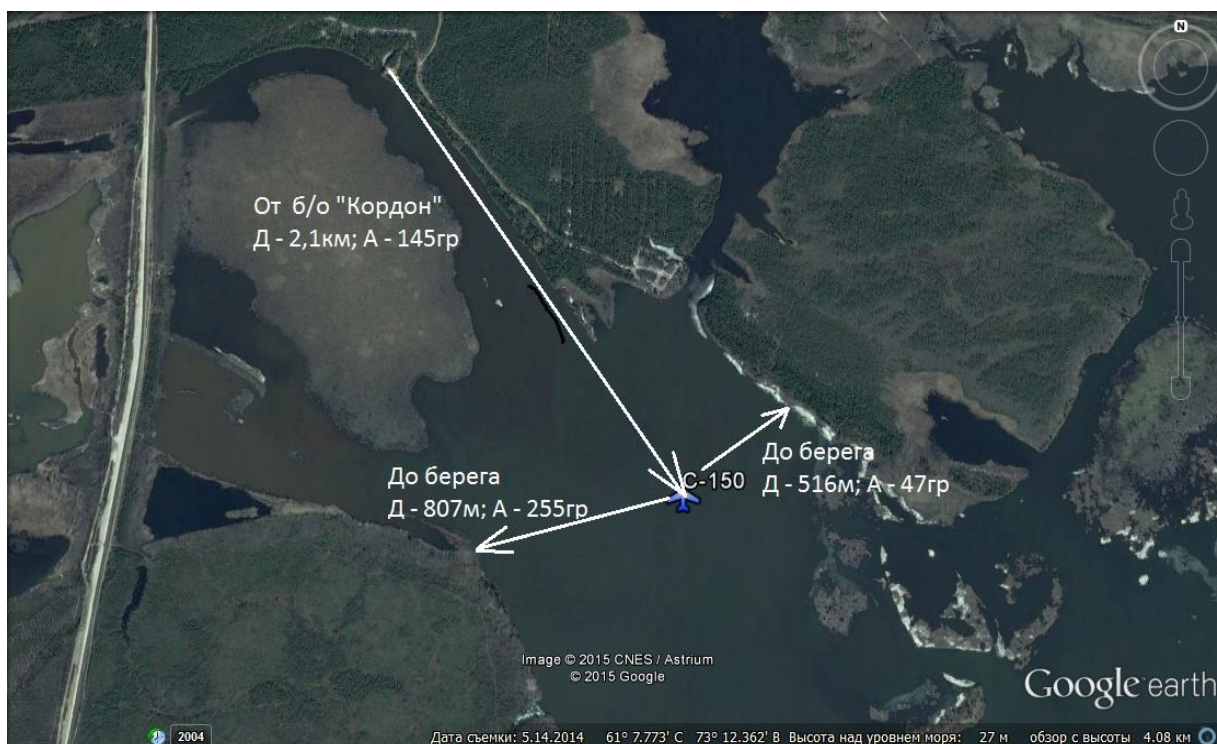 N
От б/о "Кордон"
Д - 2,1км; А - 145гр
До берега
Д - 516м; А - 47гр
С-150
До берега
Д - 807м; А - 255гр
Image © 2015 CNES / Astrium
© 2015 Google
Google earth
2004
Дата съемки: 5.14.2014 61° 7.773' С 73° 12.362' В Высота над уровнем моря: 27 м обзор с высоты 4.08 км